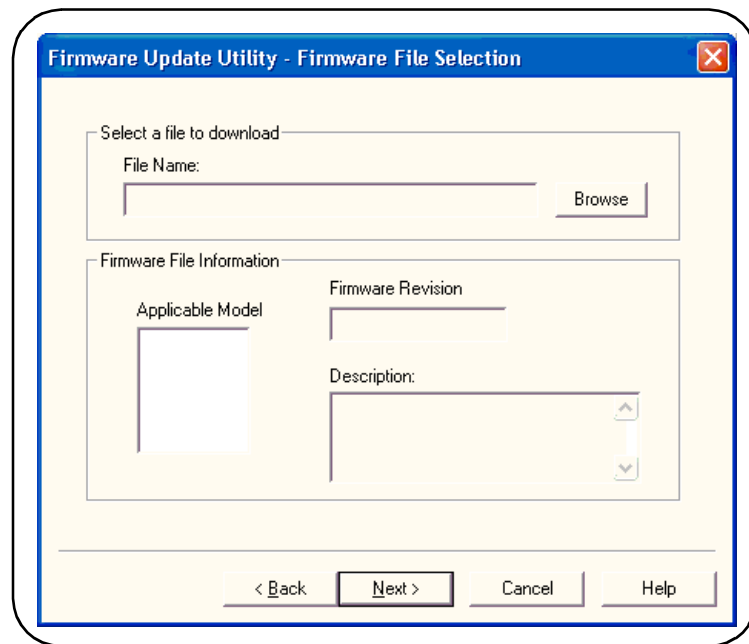 Firmware Update Utility - Firmware File Selection
Select a file to download
File Name:
Browse
Firmware File Information
Applicable Model
Firmware Revision
Description:
< Back
Next >
Cancel
Help